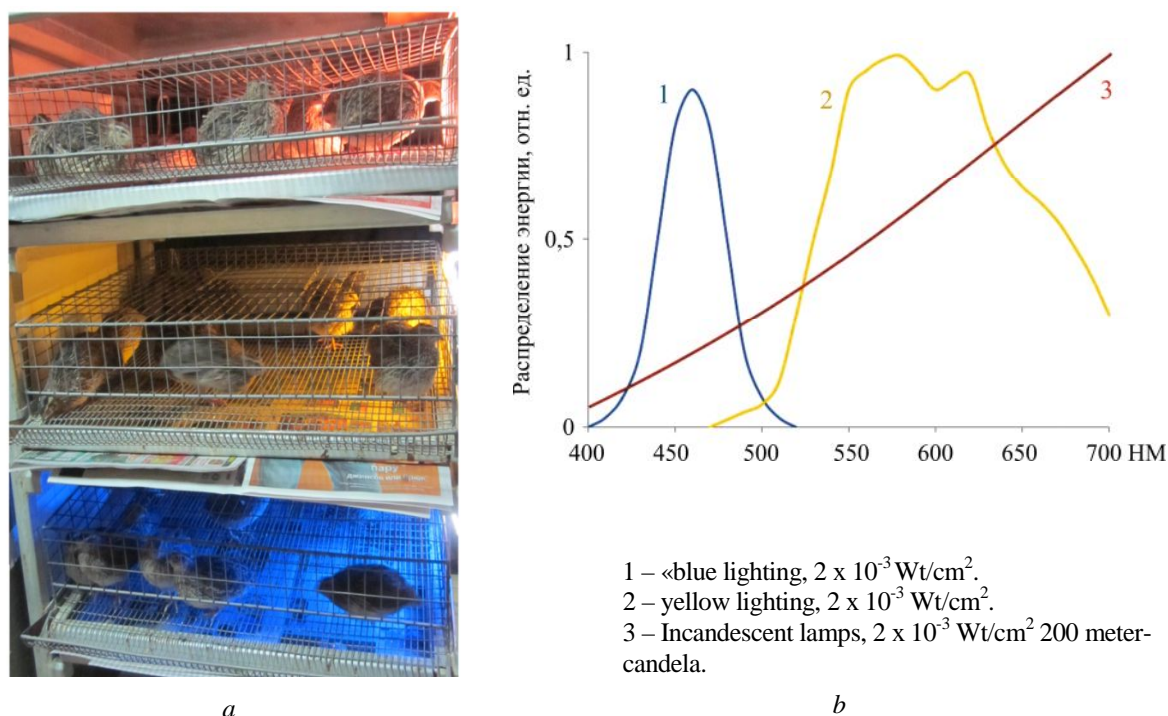 пару
1
0,5
0
Распределение энергии, отн. ед.
1
2
3
400 450 500 550 600 650 700 НМ
1 – «blue lighting, 2 x 10⁻³ Wt/cm².
2 – yellow lighting, 2 x 10⁻³ Wt/cm².
3 – Incandescent lamps, 2 x 10⁻³ Wt/cm² 200 meter-
candela.
a
b